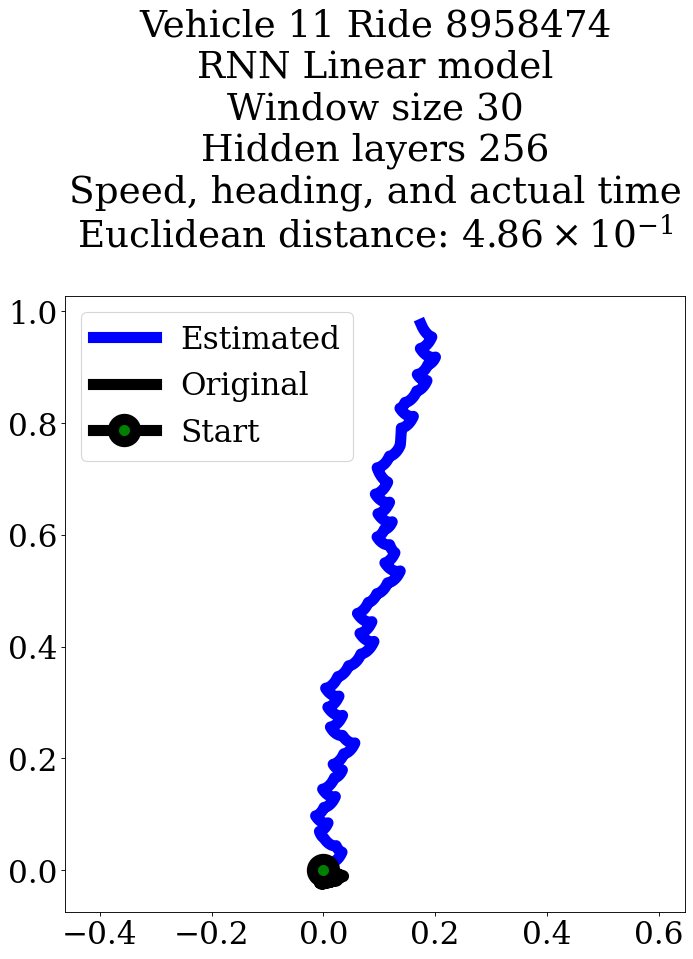 Vehicle 11 Ride 8958474
RNN Linear model
Window size 30
Hidden layers 256
Speed, heading, and actual time
Euclidean distance: 4.86 × 10⁻¹
Estimated
Original
Start
1.0
0.8
0.6
0.4
0.2
0.0
−0.4 −0.2 0.0 0.2 0.4 0.6